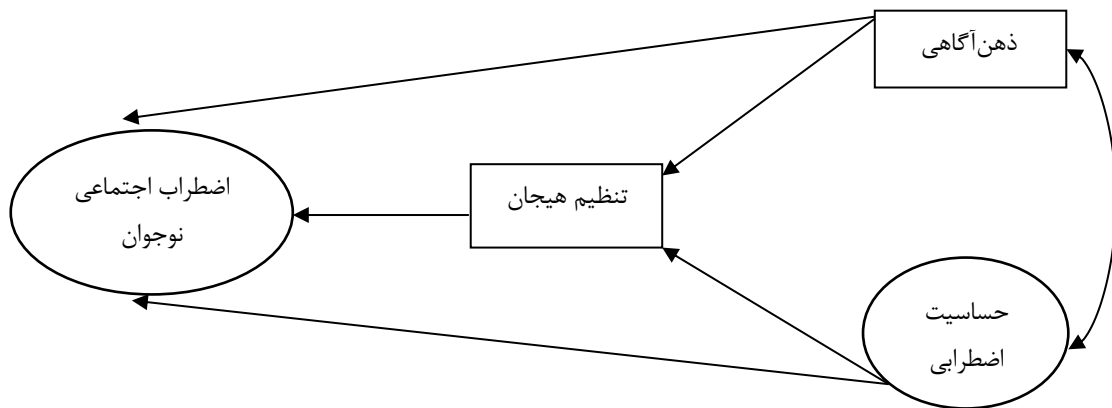 ذهن‌آگاهی
تنظیم هیجان
اضطراب اجتماعی
نوجوان
حساسیت
اضطرابی